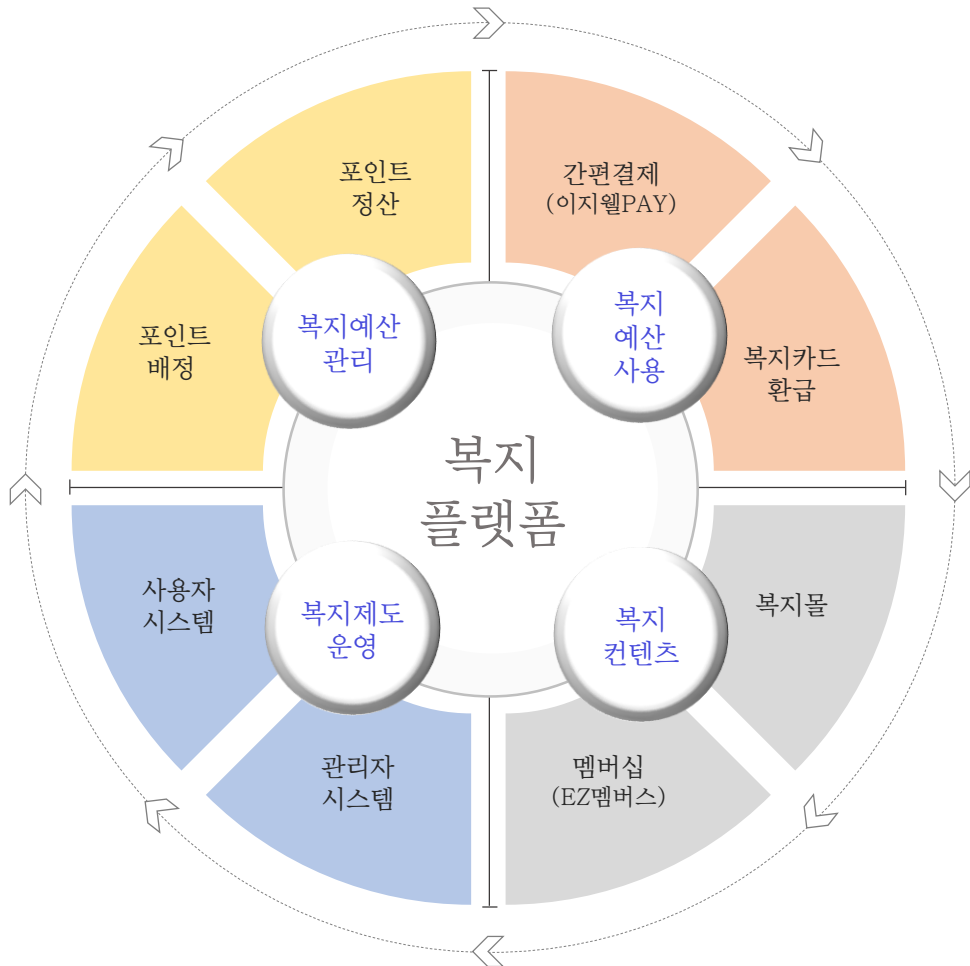 포인트
정산
간편결제
(이지웰PAY)
포인트
배정
복지예산
관리
복지
예산
사용
복지카드
환급
복지
플랫폼
사용자
시스템
복지제도
운영
복지
컨텐츠
복지몰
관리자
시스템
멤버십
(EZ멤버스)